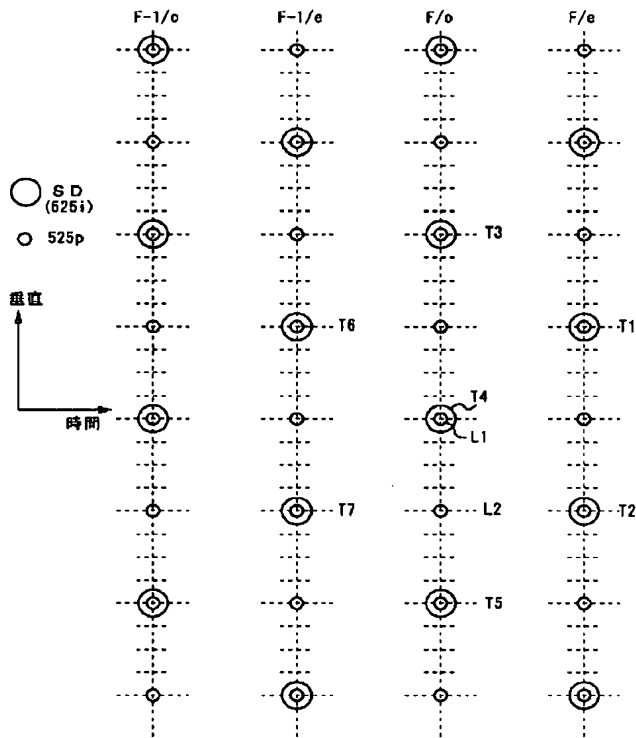 F-1/o F-1/e F/o F/e
SD
(525i)
525p
T3
垂直
T6
T1
T4
時間
L1
T7
L2
T2
T5